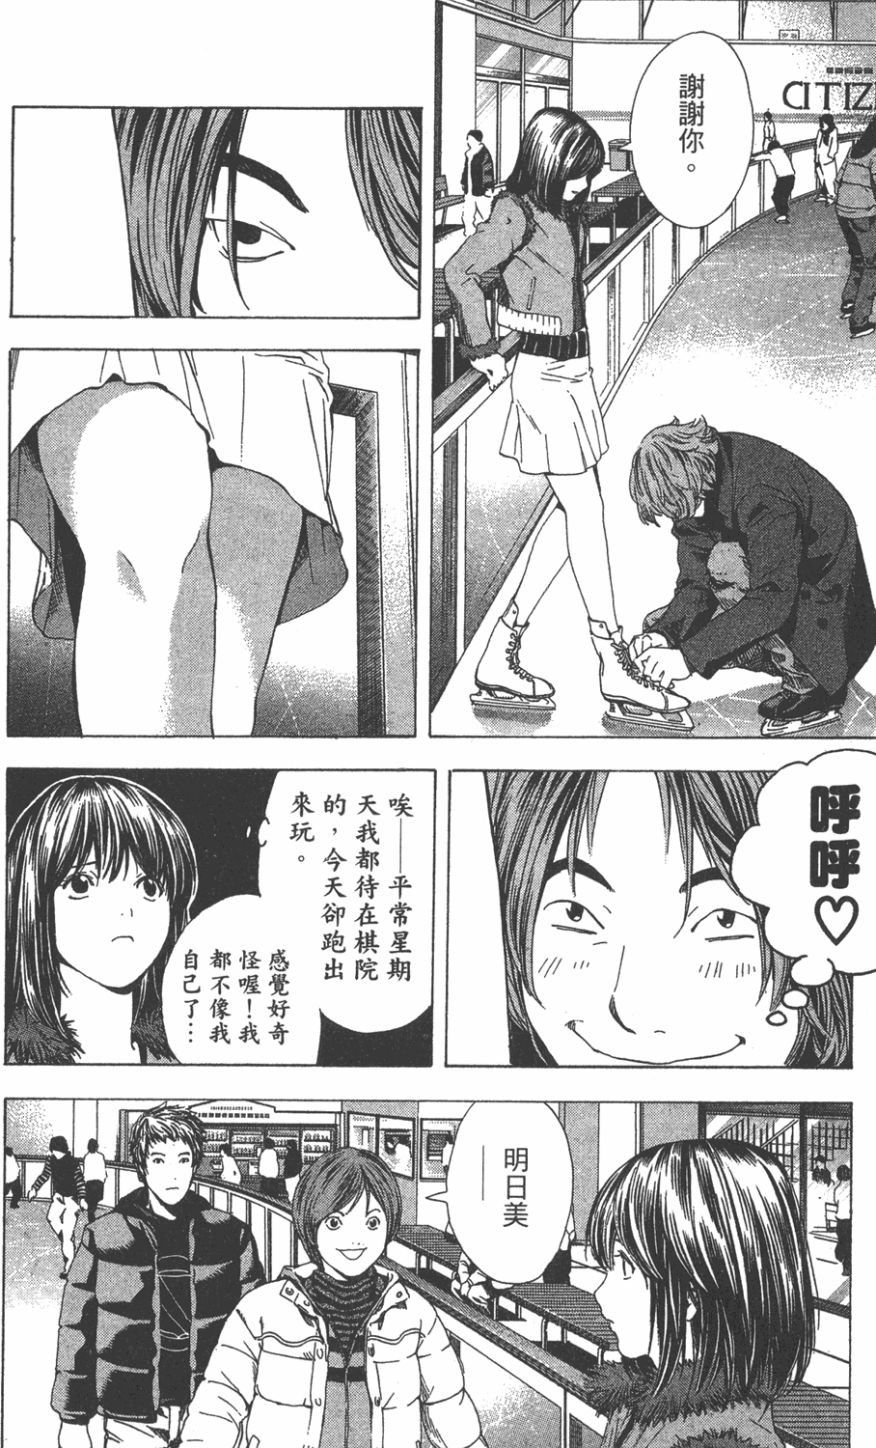 謝謝你。
CITIZ
呼
呼♡
唉——平常星期
天我都待在棋院
的，今天卻跑出
來玩。
感覺好奇
怪喔！我
都不像我
自己了…
明日美
——